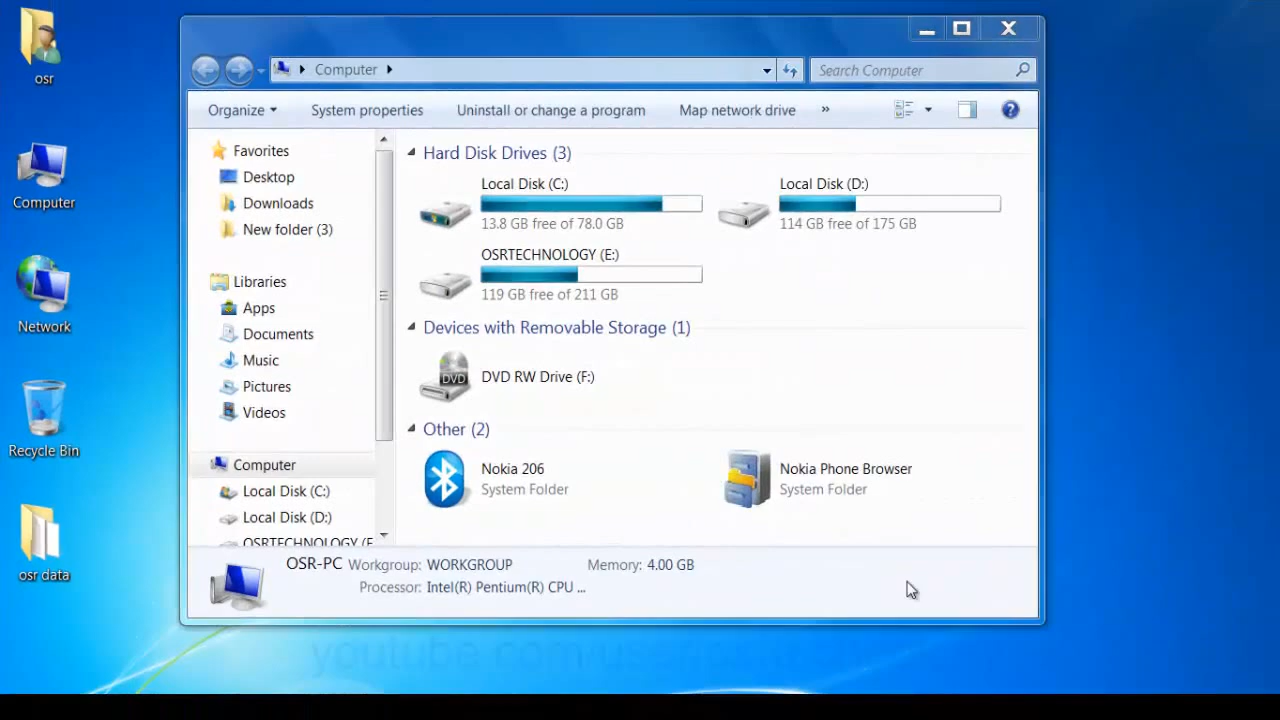 osr
Computer
Network
Recycle Bin
osr data
Computer
Search Computer
Organize
System properties
Uninstall or change a program
Map network drive
»
Favorites
Desktop
Downloads
New folder (3)
Libraries
Apps
Documents
Music
Pictures
Videos
Computer
Local Disk (C:)
Local Disk (D:)
OSRTECHNOLOGY (E
Hard Disk Drives (3)
Local Disk (C:)
13.8 GB free of 78.0 GB
Local Disk (D:)
114 GB free of 175 GB
OSRTECHNOLOGY (E:)
119 GB free of 211 GB
Devices with Removable Storage (1)
DVD
DVD RW Drive (F:)
Other (2)
Nokia 206
System Folder
Nokia Phone Browser
System Folder
OSR-PC Workgroup: WORKGROUP Memory: 4.00 GB
Processor: Intel(R) Pentium(R) CPU ...